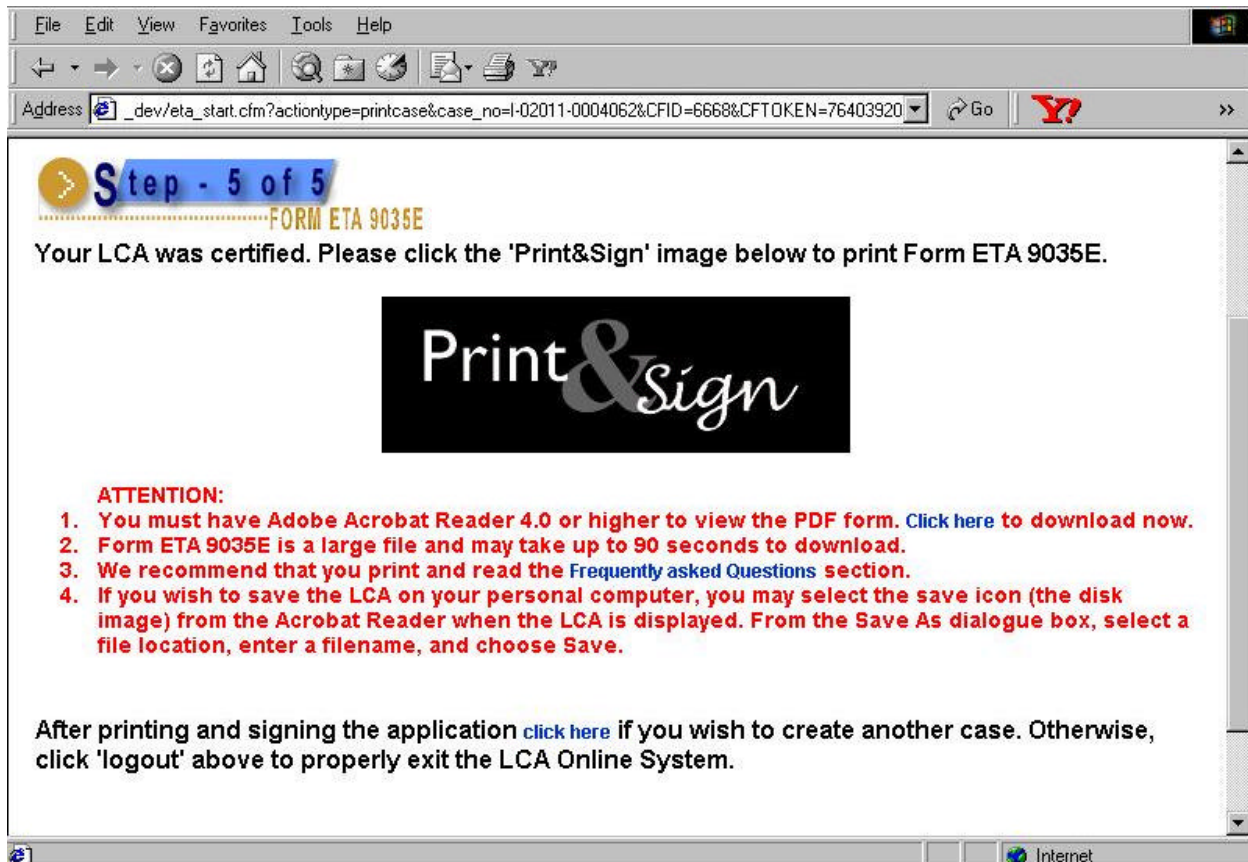 File Edit View Favorites Tools Help
Address _dev/eta_start.cfm?actiontype=printcase&case_no=I-02011-0004062&CFID=6668&CFTOKEN=76403920 Go Y! »
Step - 5 of 5
FORM ETA 9035E
Your LCA was certified. Please click the 'Print&Sign' image below to print Form ETA 9035E.
Print & Sign
ATTENTION:
1. You must have Adobe Acrobat Reader 4.0 or higher to view the PDF form. Click here to download now.
2. Form ETA 9035E is a large file and may take up to 90 seconds to download.
3. We recommend that you print and read the Frequently asked Questions section.
4. If you wish to save the LCA on your personal computer, you may select the save icon (the disk
image) from the Acrobat Reader when the LCA is displayed. From the Save As dialogue box, select a
file location, enter a filename, and choose Save.
After printing and signing the application click here if you wish to create another case. Otherwise,
click 'logout' above to properly exit the LCA Online System.
Internet